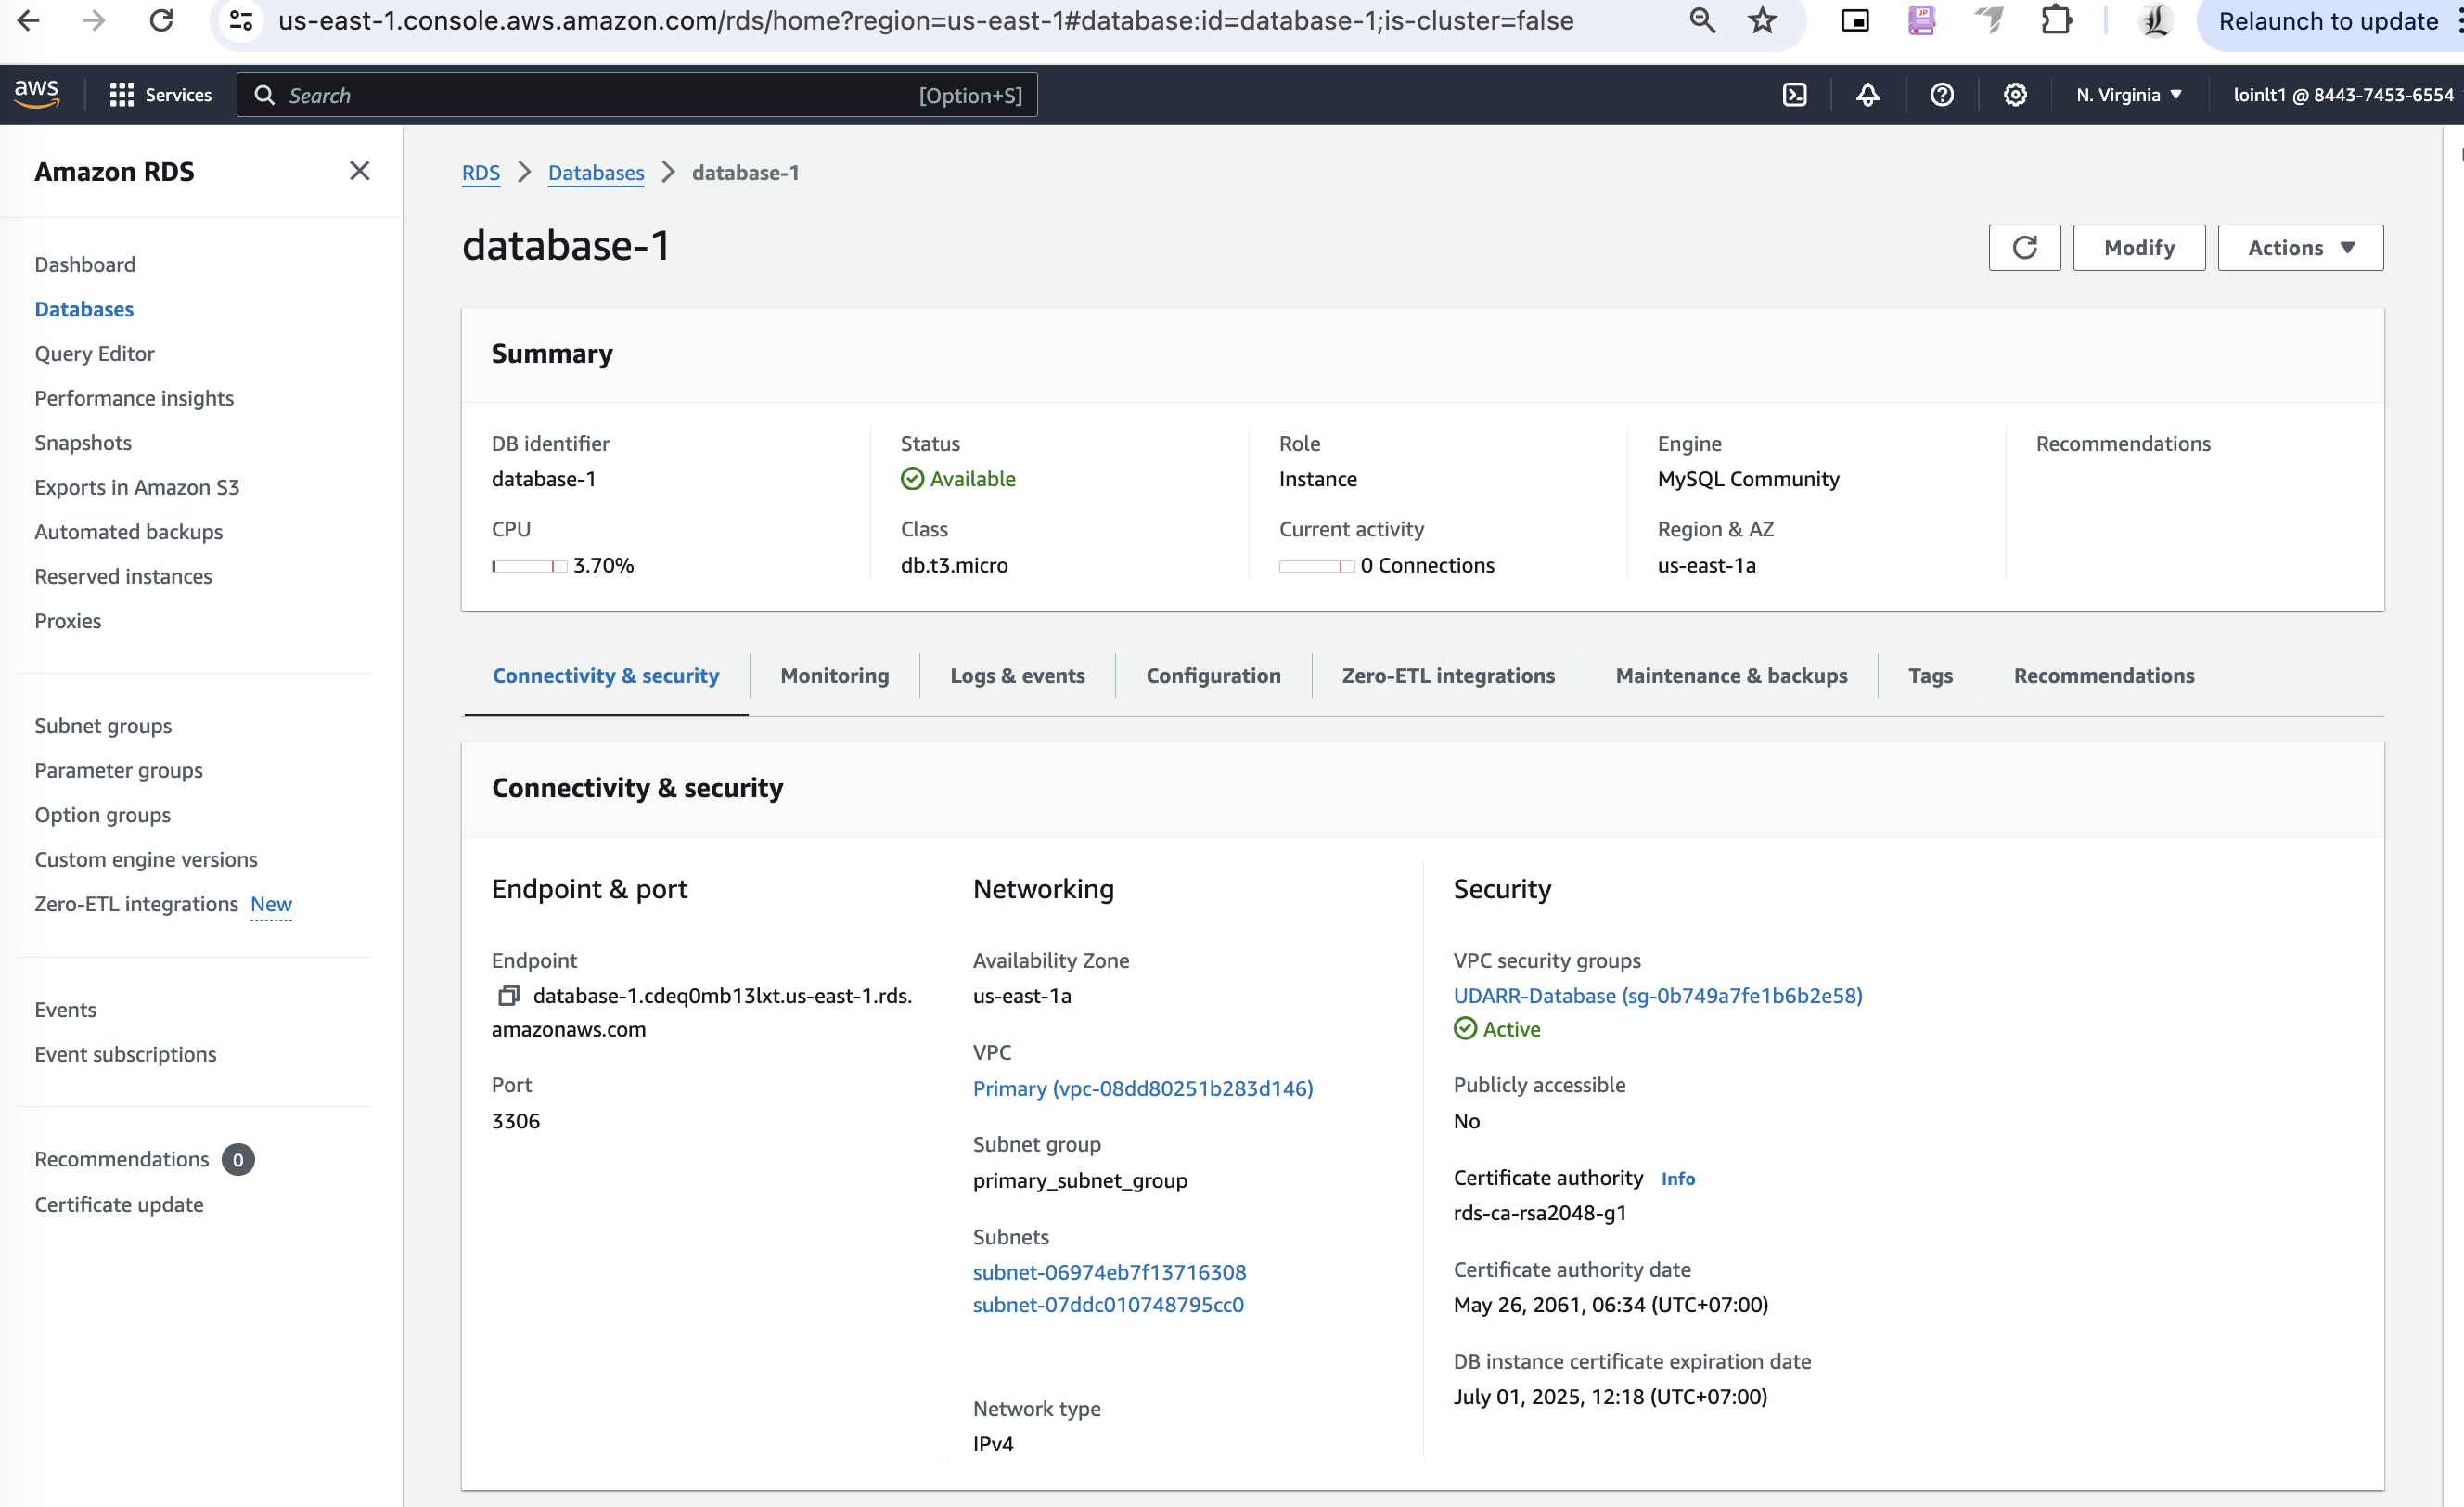 us-east-1.console.aws.amazon.com/rds/home?region=us-east-1#database:id=database-1;is-cluster=false
JP
Relaunch to update
aws
Services
Search
[Option+S]
N. Virginia
loinlt1 @ 8443-7453-6554
Amazon RDS
Dashboard
Databases
Query Editor
Performance insights
Snapshots
Exports in Amazon S3
Automated backups
Reserved instances
Proxies
Subnet groups
Parameter groups
Option groups
Custom engine versions
Zero-ETL integrations New
Events
Event subscriptions
Recommendations 0
Certificate update
RDS
Databases
database-1
database-1
Modify
Actions
Summary
DB identifier
database-1
CPU
3.70%
Status
Available
Class
db.t3.micro
Role
Instance
Current activity
0 Connections
Engine
MySQL Community
Region & AZ
us-east-1a
Recommendations
Connectivity & security
Monitoring
Logs & events
Configuration
Zero-ETL integrations
Maintenance & backups
Tags
Recommendations
Connectivity & security
Endpoint & port
Endpoint
database-1.cdeq0mb13lxt.us-east-1.rds.
amazonaws.com
Port
3306
Networking
Availability Zone
us-east-1a
VPC
Primary (vpc-08dd80251b283d146)
Subnet group
primary_subnet_group
Subnets
subnet-06974eb7f13716308
subnet-07ddc010748795cc0
Network type
IPv4
Security
VPC security groups
UDARR-Database (sg-0b749a7fe1b6b2e58)
Active
Publicly accessible
No
Certificate authority Info
rds-ca-rsa2048-g1
Certificate authority date
May 26, 2061, 06:34 (UTC+07:00)
DB instance certificate expiration date
July 01, 2025, 12:18 (UTC+07:00)